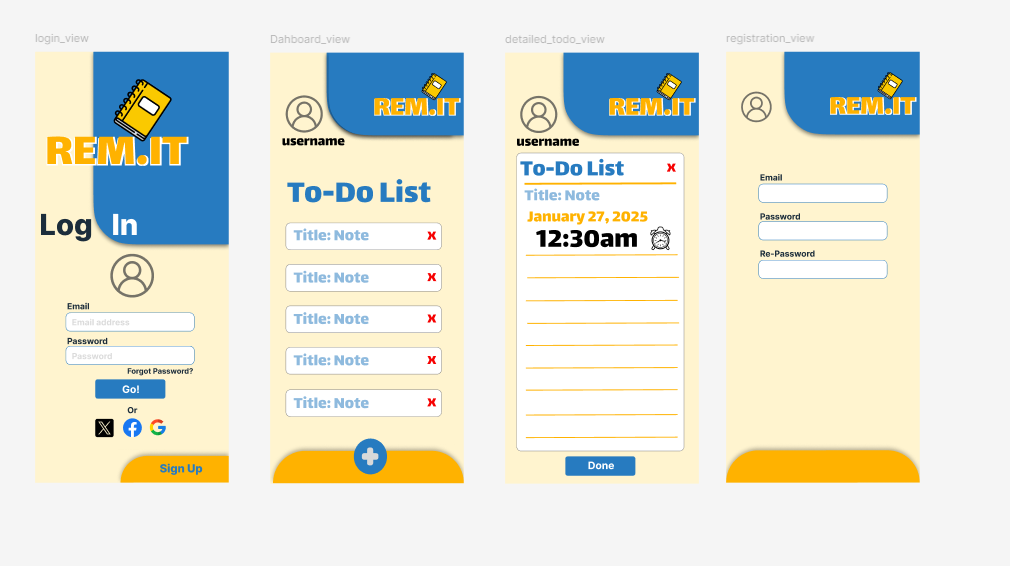 login_view
REM.IT
Log In
Email
Email address
Password
Password
Forgot Password?
Go!
Or
Sign Up
Dahboard_view
REM.IT
username
To-Do List
Title: Note X
Title: Note X
Title: Note X
Title: Note X
Title: Note X
detailed_todo_view
REM.IT
username
To-Do List X
Title: Note
January 27, 2025
12:30am
Done
registration_view
REM.IT
Email
Password
Re-Password